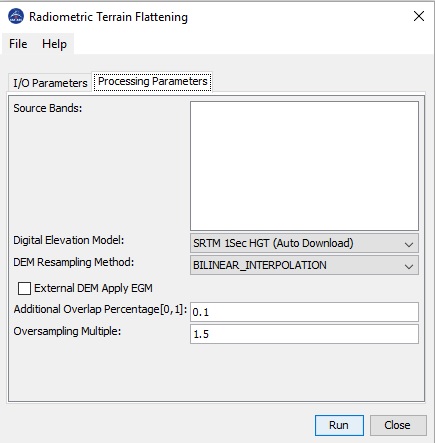 Radiometric Terrain Flattening
File Help
I/O Parameters Processing Parameters
Source Bands:
Digital Elevation Model: SRTM 1Sec HGT (Auto Download)
DEM Resampling Method: BILINEAR_INTERPOLATION
External DEM Apply EGM
Additional Overlap Percentage[0,1]: 0.1
Oversampling Multiple: 1.5
Run Close